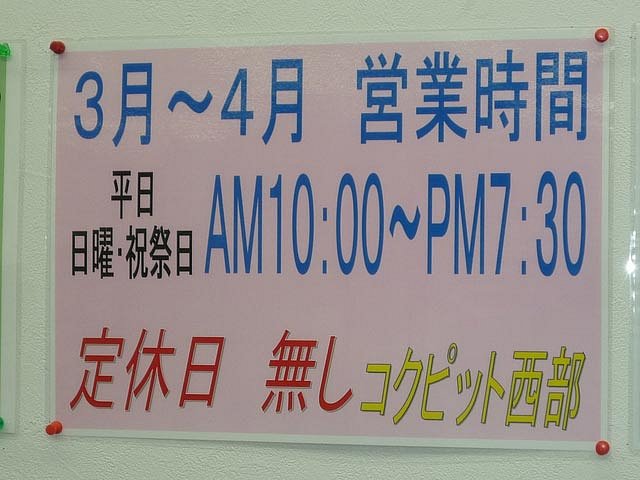 3月～4月 営業時間
平日
日曜・祝祭日 AM10:00～PM7:30
定休日 無し コクピット西部